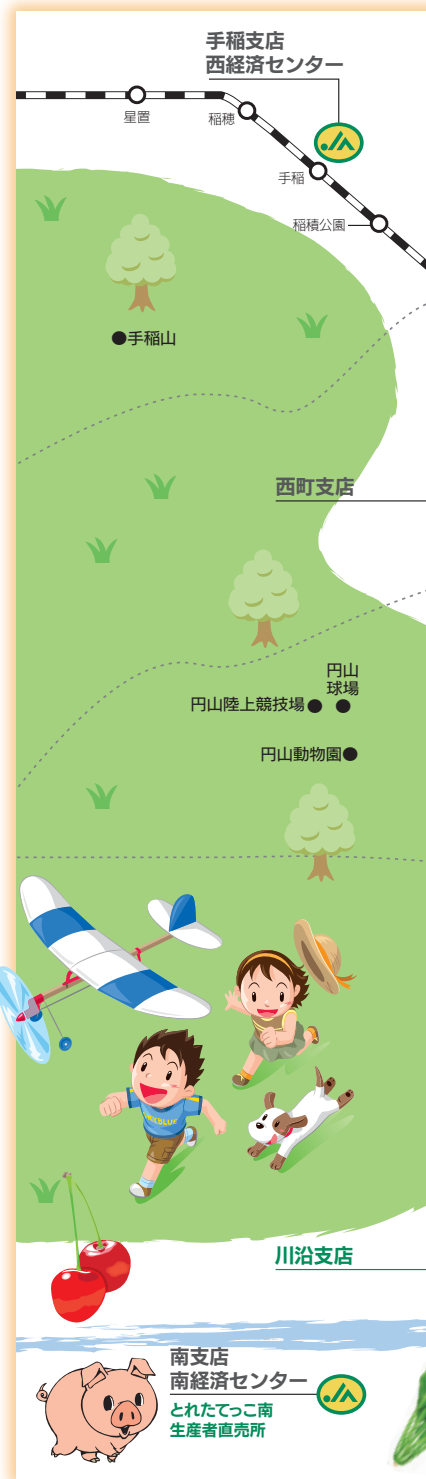 手稲支店
西経済センター
星置
稲穂
JA
手稲
稲積公園
●手稲山
西町支店
円山
球場
円山陸上競技場●
円山動物園●
川沿支店
南支店
南経済センター
JA
とれたてっこ南
生産者直売所